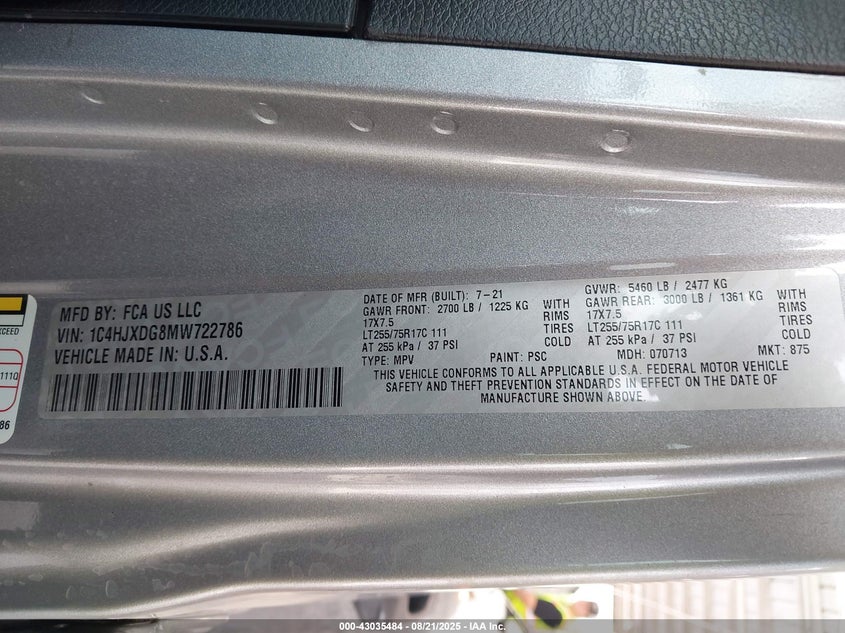 EXCEED
111Q
86
MFD BY: FCA US LLC
VIN: 1C4HJXDG8MW722786
VEHICLE MADE IN: U.S.A.
DATE OF MFR (BUILT): 7-21
GAWR FRONT: 2700 LB / 1225 KG WITH
17X7.5 RIMS
LT255/75R17C 111 TIRES
AT 255 kPa / 37 PSI COLD
GVWR: 5460 LB / 2477 KG
GAWR REAR: 3000 LB / 1361 KG WITH
17X7.5 RIMS
LT255/75R17C 111 TIRES
AT 255 kPa / 37 PSI COLD
TYPE: MPV PAINT: PSC MDH: 070713 MKT: 875
THIS VEHICLE CONFORMS TO ALL APPLICABLE U.S.A. FEDERAL MOTOR VEHICLE
SAFETY AND THEFT PREVENTION STANDARDS IN EFFECT ON THE DATE OF
MANUFACTURE SHOWN ABOVE.
000-43035484 - 08/21/2025 - IAA Inc.